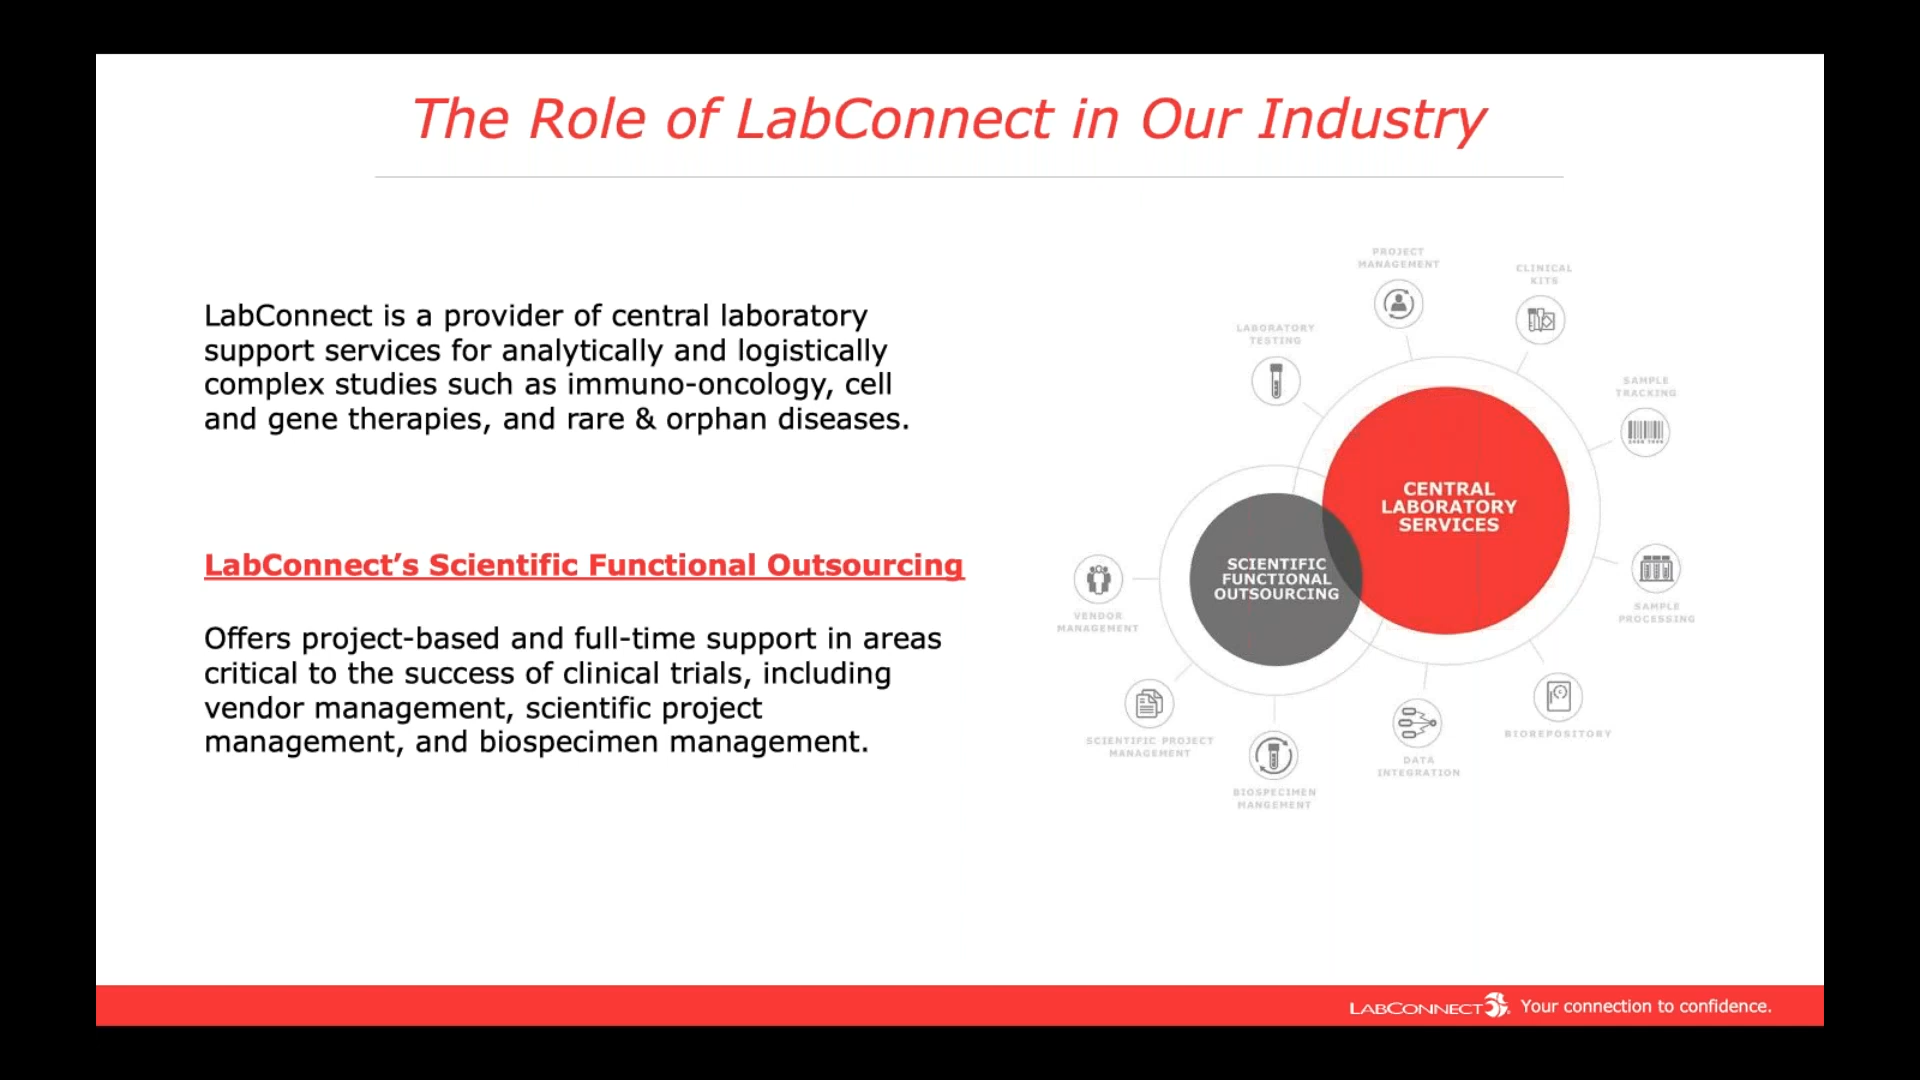 The Role of LabConnect in Our Industry
LabConnect is a provider of central laboratory
support services for analytically and logistically
complex studies such as immuno-oncology, cell
and gene therapies, and rare & orphan diseases.
LabConnect’s Scientific Functional Outsourcing
Offers project-based and full-time support in areas
critical to the success of clinical trials, including
vendor management, scientific project
management, and biospecimen management.
PROJECT
MANAGEMENT
CLINICAL
KITS
LABORATORY
TESTING
SAMPLE
TRACKING
CENTRAL
LABORATORY
SERVICES
SCIENTIFIC
FUNCTIONAL
OUTSOURCING
VENDOR
MANAGEMENT
SAMPLE
PROCESSING
SCIENTIFIC PROJECT
MANAGEMENT
BIOSPECIMEN
MANGEMENT
DATA
INTEGRATION
BIOREPOSITORY
LABCONNECT
Your connection to confidence.